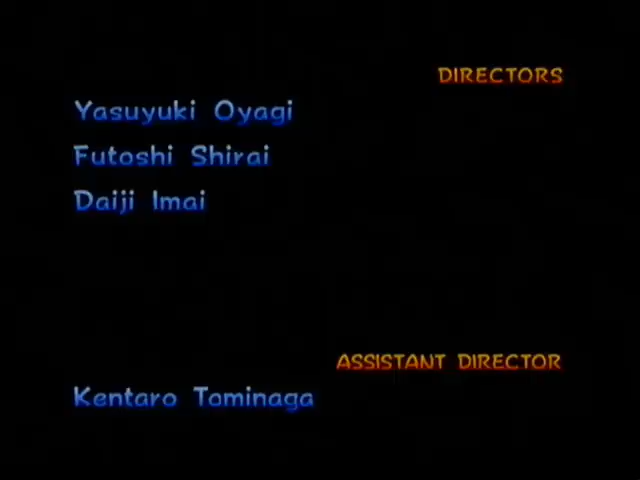 DIRECTORS
Yasuyuki Oyagi
Futoshi Shirai
Daiji Imai
ASSISTANT DIRECTOR
Kentaro Tominaga